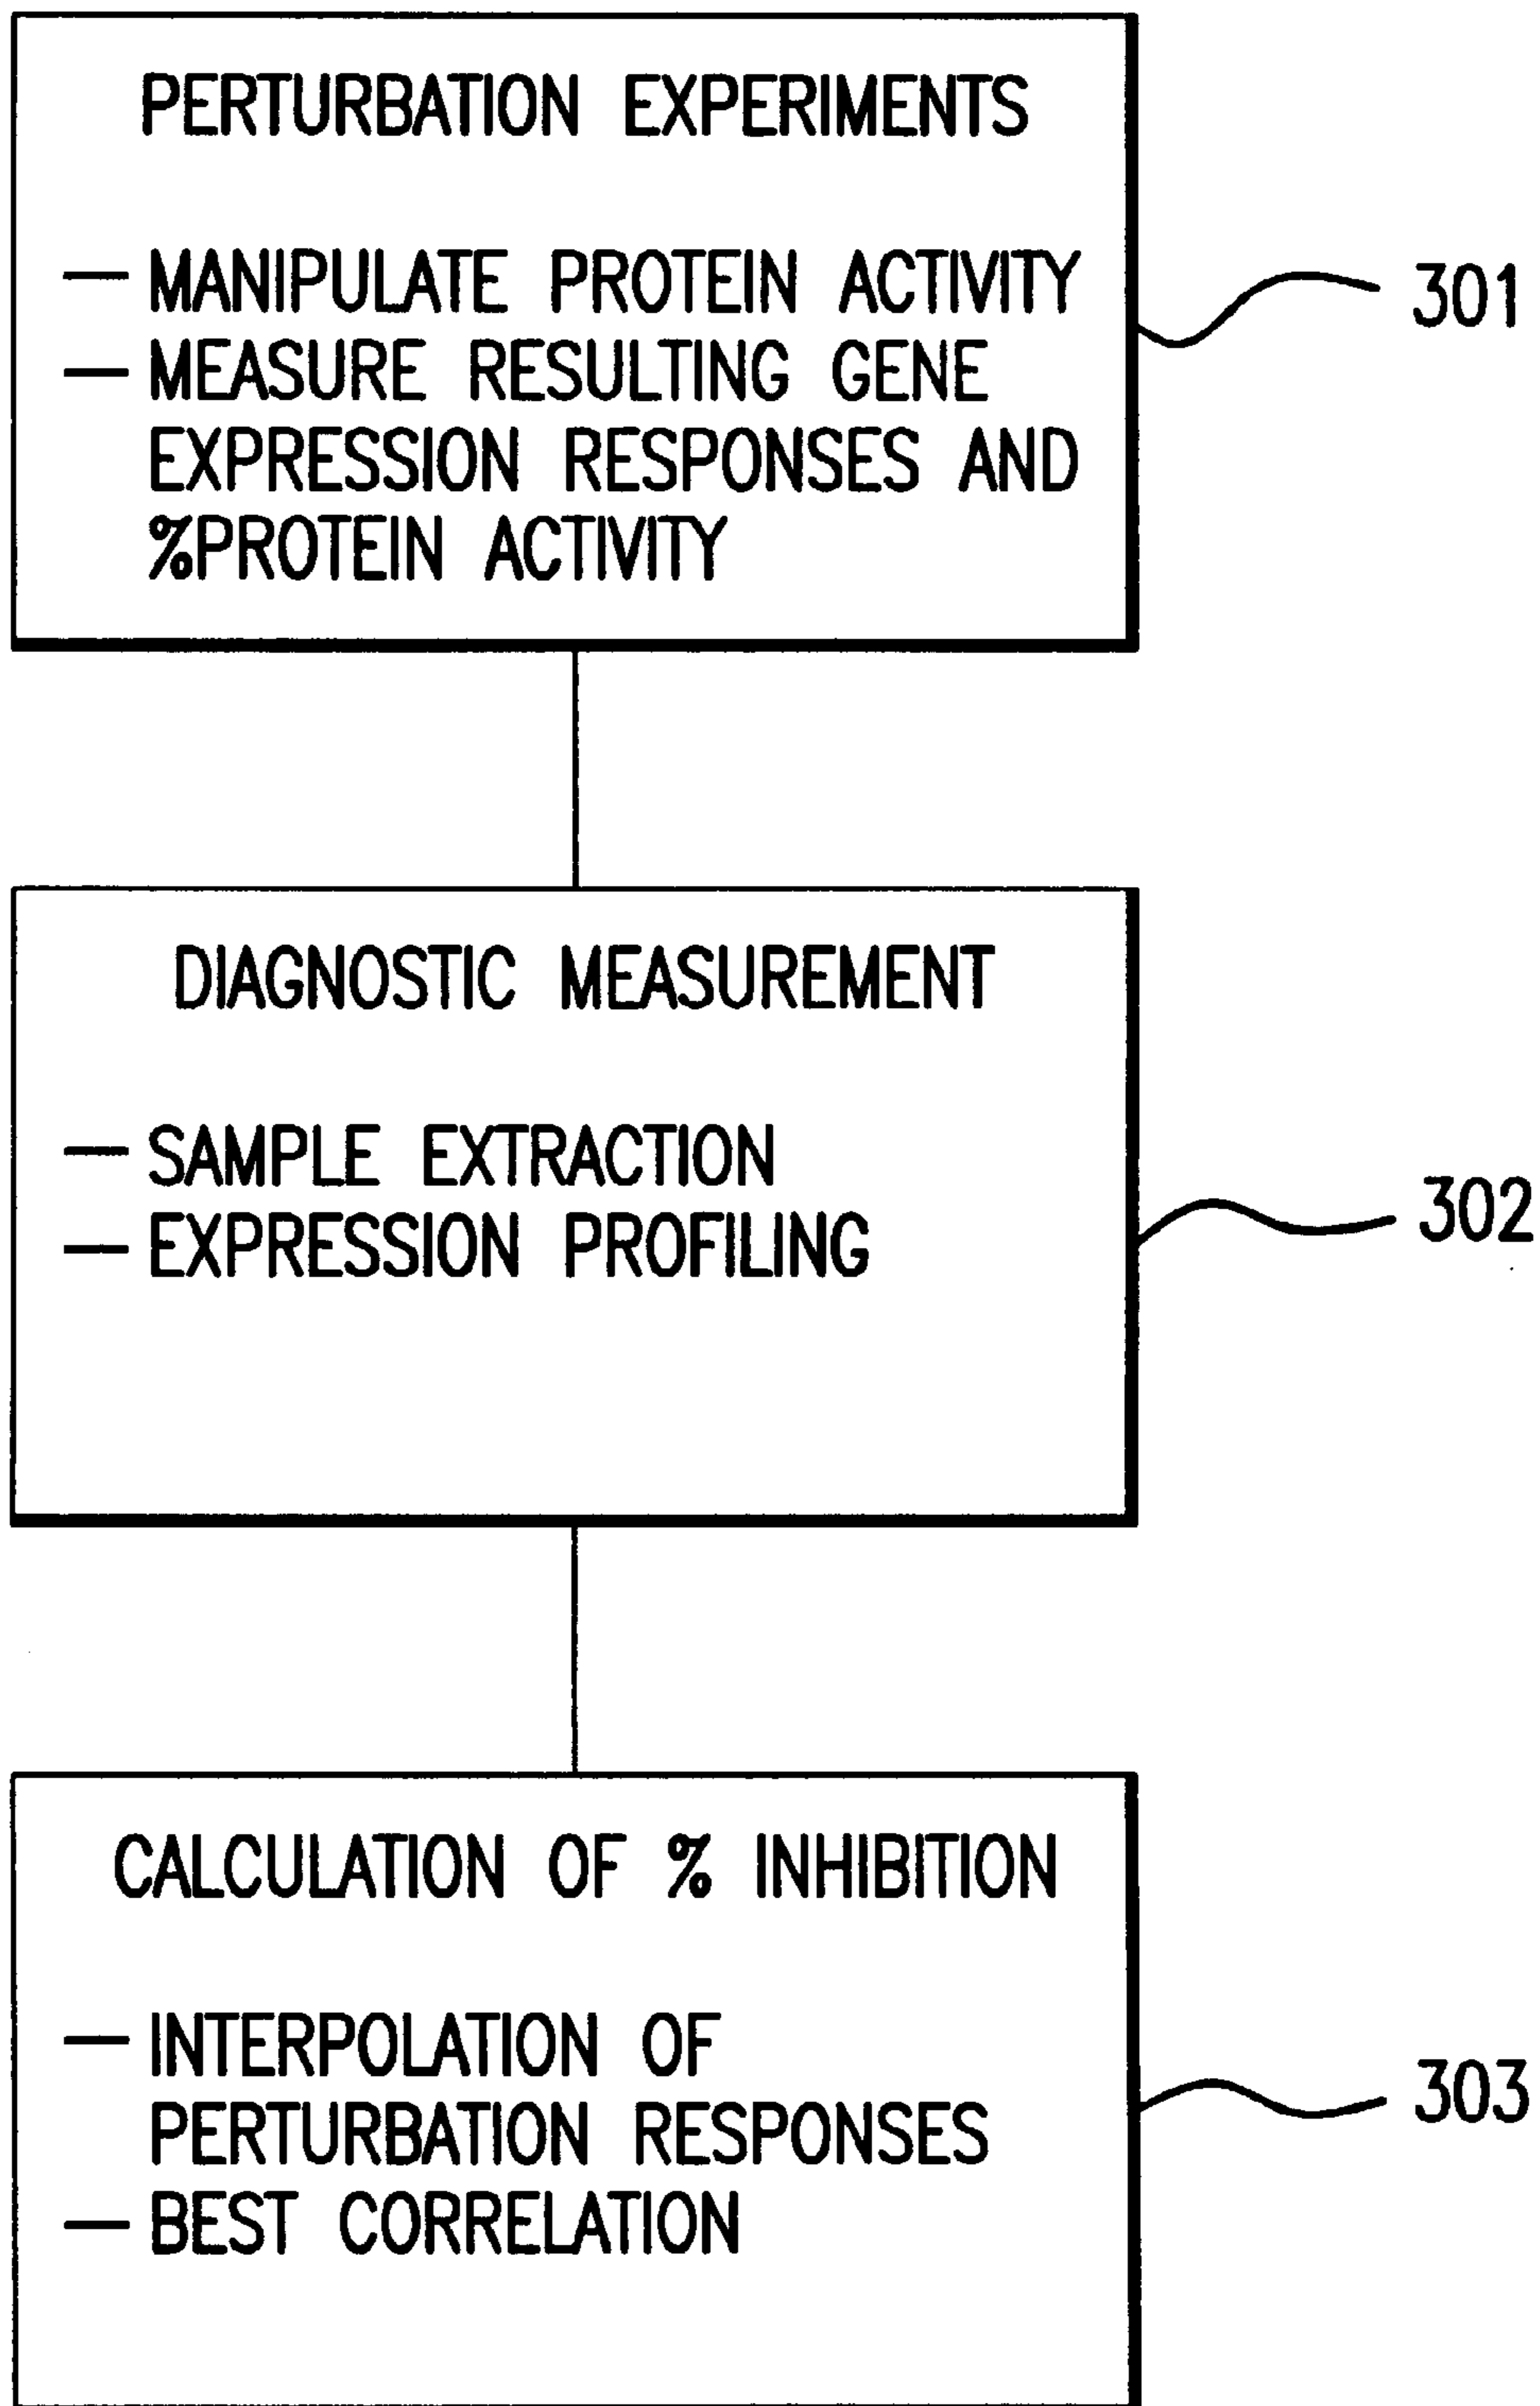 PERTURBATION EXPERIMENTS
— MANIPULATE PROTEIN ACTIVITY
— MEASURE RESULTING GENE
EXPRESSION RESPONSES AND
%PROTEIN ACTIVITY
301
DIAGNOSTIC MEASUREMENT
— SAMPLE EXTRACTION
— EXPRESSION PROFILING
302
CALCULATION OF % INHIBITION
— INTERPOLATION OF
PERTURBATION RESPONSES
— BEST CORRELATION
303